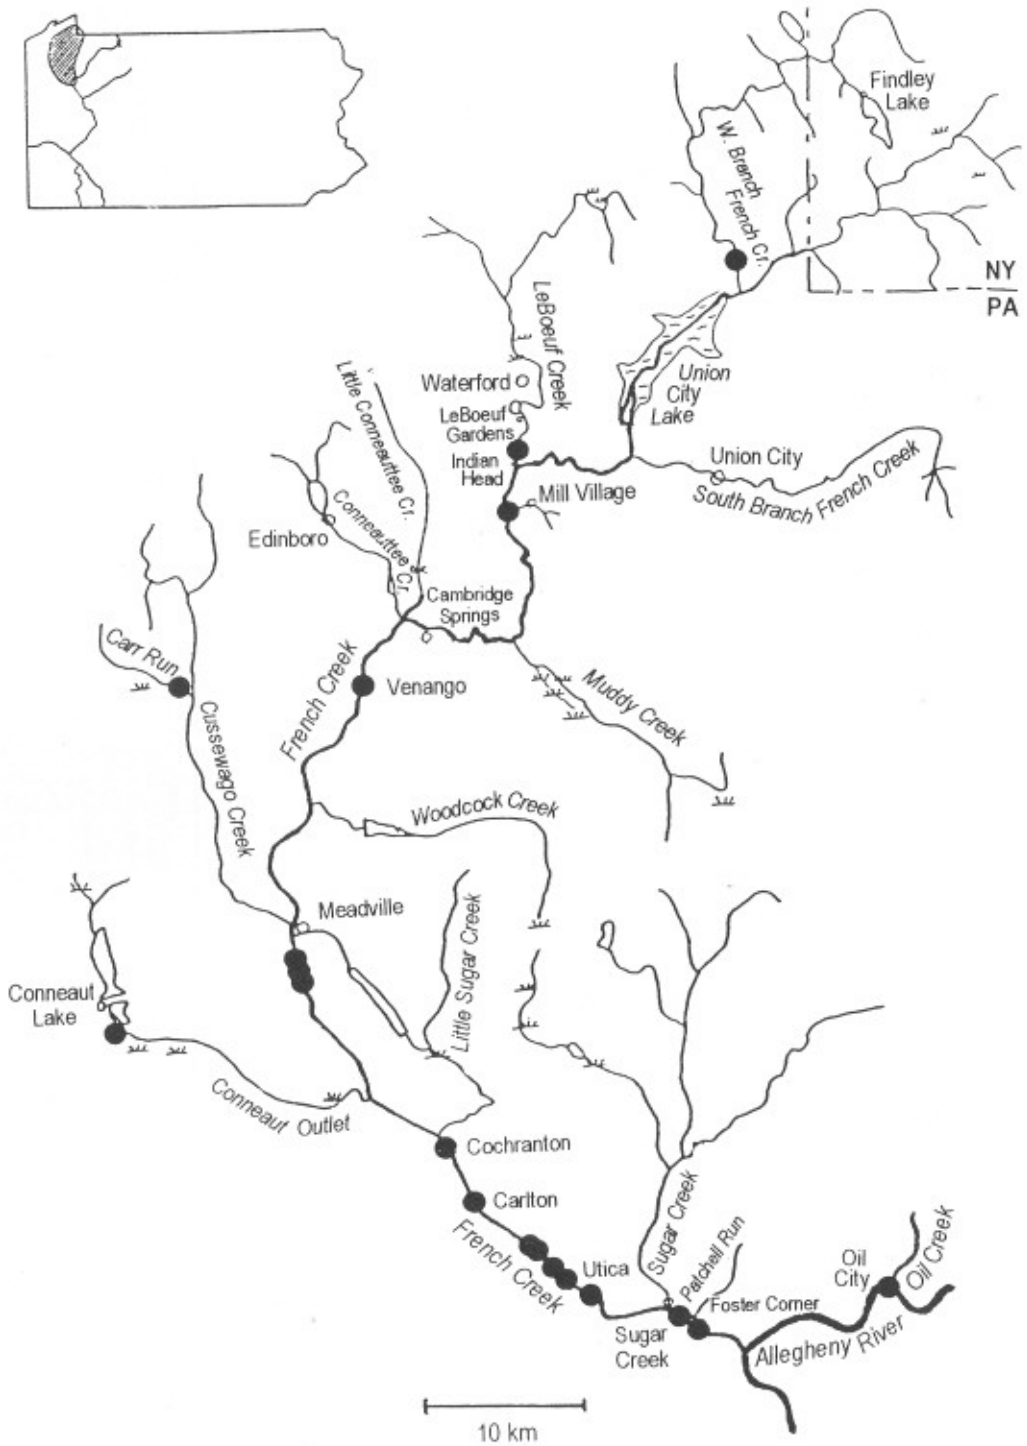 Findley
Lake
W. Branch
French Cr.
NY
PA
LeBoeuf Creek
Little Conneauttee Cr.
Waterford
Union
City
Lake
LeBoeuf
Gardens
Indian
Head
Union City
South Branch French Creek
Mill Village
Conneauttee Cr.
Edinboro
Cambridge
Springs
Carr Run
French Creek
Venango
Muddy Creek
Cussewago Creek
Woodcock Creek
Meadville
Little Sugar Creek
Conneaut
Lake
Conneaut Outlet
Cochranton
Carlton
French Creek
Utica
Sugar Creek
Patchell Run
Foster Corner
Sugar
Creek
Oil
City
Oil Creek
Allegheny River
10 km